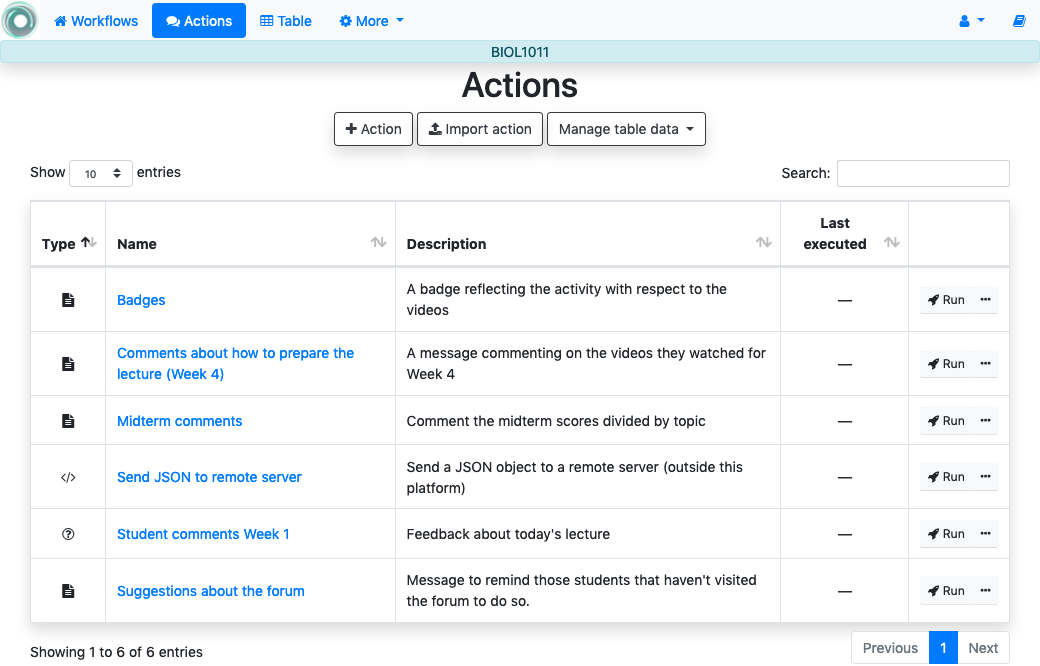 Workflows Actions Table More
BIOL1011
Actions
Action Import action Manage table data
Show 10 entries Search:
Type Name Description Last executed
Badges A badge reflecting the activity with respect to the
videos — Run
Comments about how to prepare the
lecture (Week 4) A message commenting on the videos they watched for
Week 4 — Run
Midterm comments Comment the midterm scores divided by topic — Run
Send JSON to remote server Send a JSON object to a remote server (outside this
platform) — Run
Student comments Week 1 Feedback about today's lecture — Run
Suggestions about the forum Message to remind those students that haven't visited
the forum to do so. — Run
Showing 1 to 6 of 6 entries Previous 1 Next